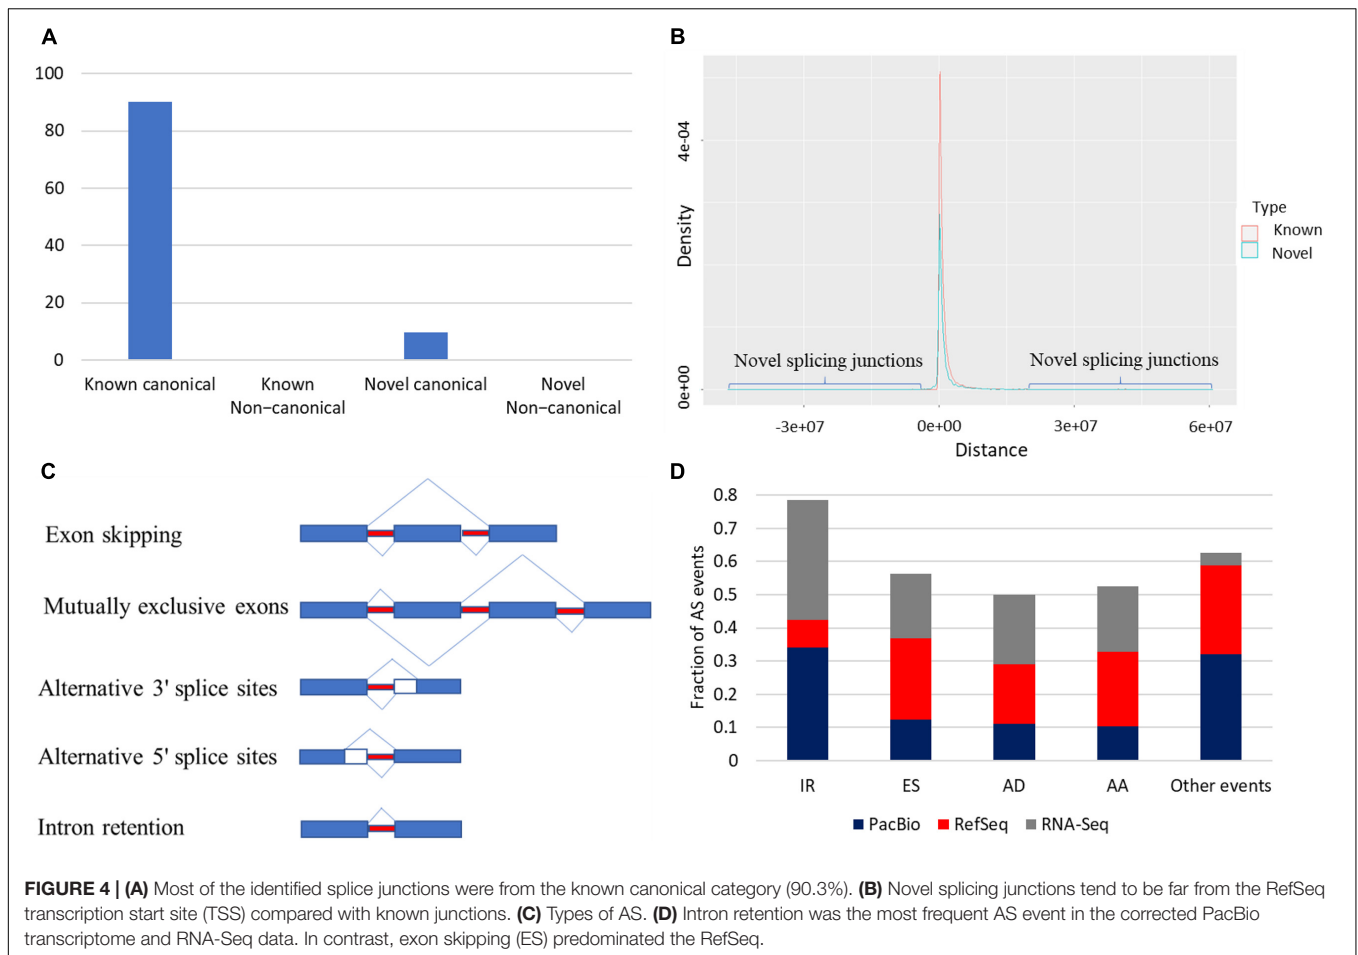 A
100
80
60
40
20
0
Known canonical
Known
Non−canonical
Novel canonical
Novel
Non−canonical
B
Density
4e-04
0e+00
Novel splicing junctions
Novel splicing junctions
-3e+07
0e+00
3e+07
6e+07
Distance
Type
Known
Novel
C
Exon skipping
Mutually exclusive exons
Alternative 3' splice sites
Alternative 5' splice sites
Intron retention
D
Fraction of AS events
0.8
0.7
0.6
0.5
0.4
0.3
0.2
0.1
0
IR
ES
AD
AA
Other events
PacBio
RefSeq
RNA-Seq
FIGURE 4 | (A) Most of the identified splice junctions were from the known canonical category (90.3%). (B) Novel splicing junctions tend to be far from the RefSeq
transcription start site (TSS) compared with known junctions. (C) Types of AS. (D) Intron retention was the most frequent AS event in the corrected PacBio
transcriptome and RNA-Seq data. In contrast, exon skipping (ES) predominated the RefSeq.